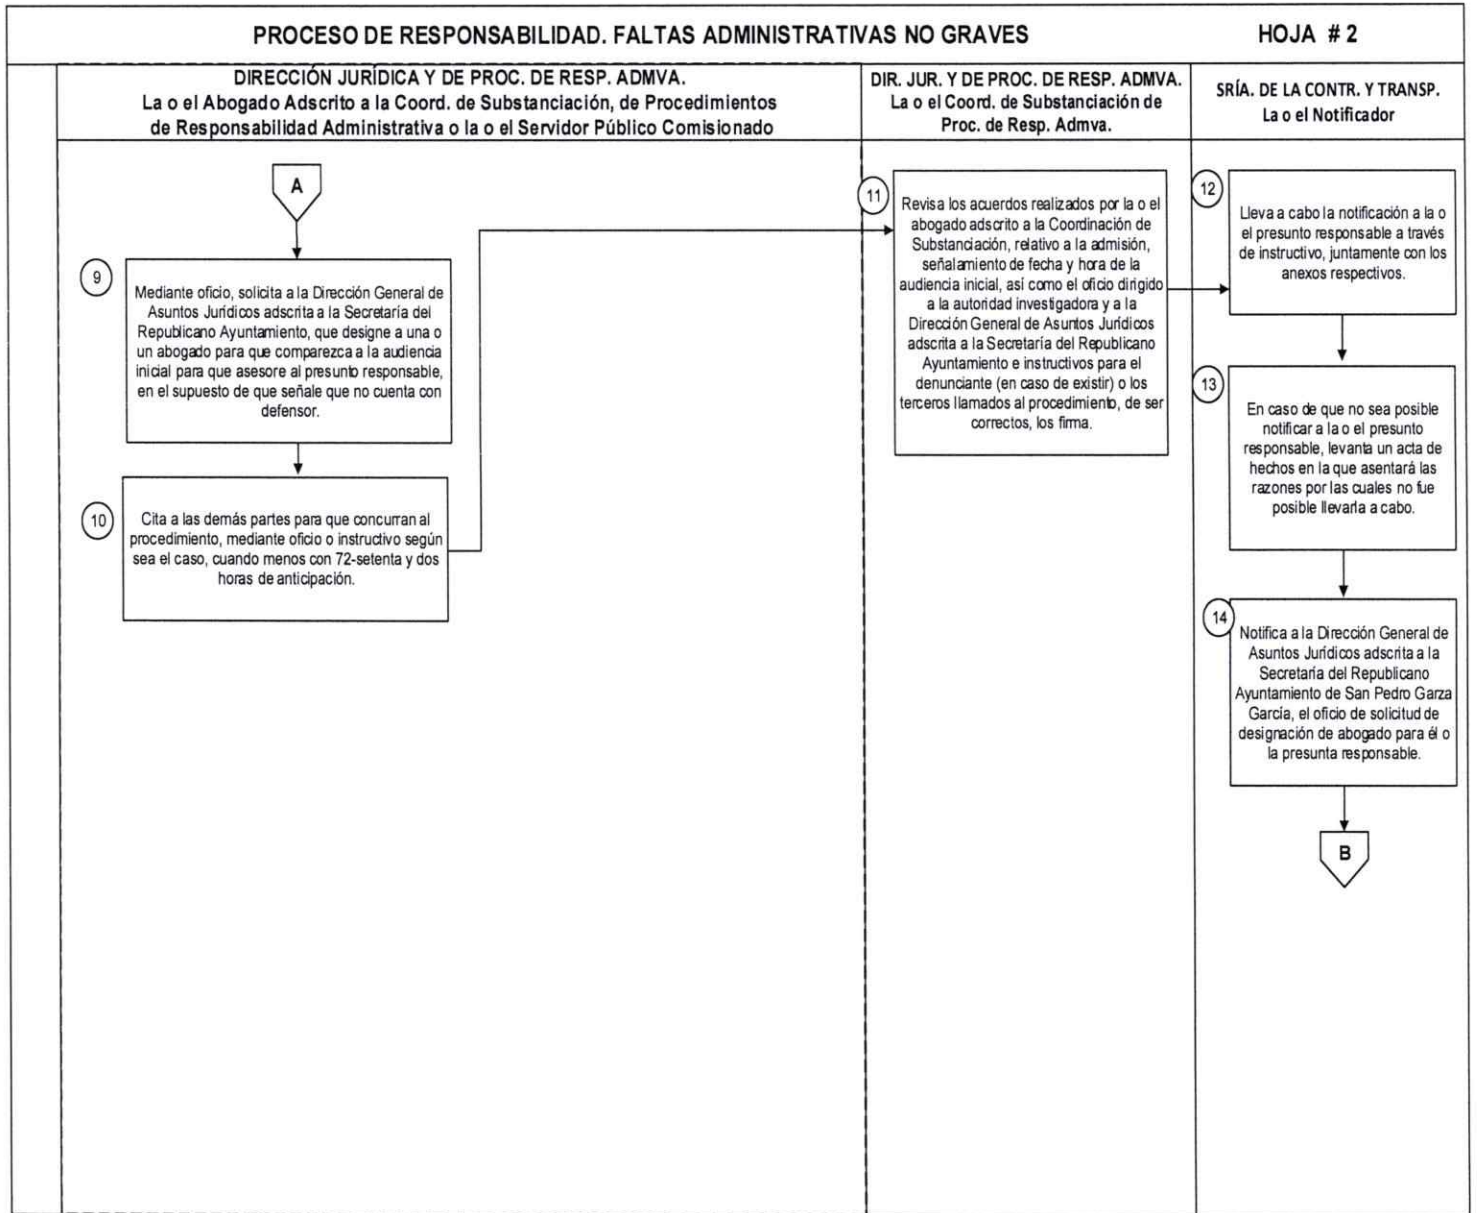 PROCESO DE RESPONSABILIDAD. FALTAS ADMINISTRATIVAS NO GRAVES
HOJA # 2
DIRECCIÓN JURÍDICA Y DE PROC. DE RESP. ADMVA.
La o el Abogado Adscrito a la Coord. de Substanciación, de Procedimientos
de Responsabilidad Administrativa o la o el Servidor Público Comisionado
DIR. JUR. Y DE PROC. DE RESP. ADMVA.
La o el Coord. de Substanciación de
Proc. de Resp. Admva.
SRÍA. DE LA CONTR. Y TRANSP.
La o el Notificador
A
9
Mediante oficio, solicita a la Dirección General de
Asuntos Jurídicos adscrita a la Secretaría del
Republicano Ayuntamiento, que designe a una o
un abogado para que comparezca a la audiencia
inicial para que asesore al presunto responsable,
en el supuesto de que señale que no cuenta con
defensor.
10
Cita a las demás partes para que concurran al
procedimiento, mediante oficio o instructivo según
sea el caso, cuando menos con 72-setenta y dos
horas de anticipación.
11
Revisa los acuerdos realizados por la o el
abogado adscrito a la Coordinación de
Substanciación, relativo a la admisión,
señalamiento de fecha y hora de la
audiencia inicial, así como el oficio dirigido
a la autoridad investigadora y a la
Dirección General de Asuntos Jurídicos
adscrita a la Secretaría del Republicano
Ayuntamiento e instructivos para el
denunciante (en caso de existir) o los
terceros llamados al procedimiento, de ser
correctos, los firma.
12
Lleva a cabo la notificación a la o
el presunto responsable a través
de instructivo, juntamente con los
anexos respectivos.
13
En caso de que no sea posible
notificar a la o el presunto
responsable, levanta un acta de
hechos en la que asentará las
razones por las cuales no fue
posible llevarla a cabo.
14
Notifica a la Dirección General de
Asuntos Jurídicos adscrita a la
Secretaría del Republicano
Ayuntamiento de San Pedro Garza
García, el oficio de solicitud de
designación de abogado para él o
la presunta responsable.
B